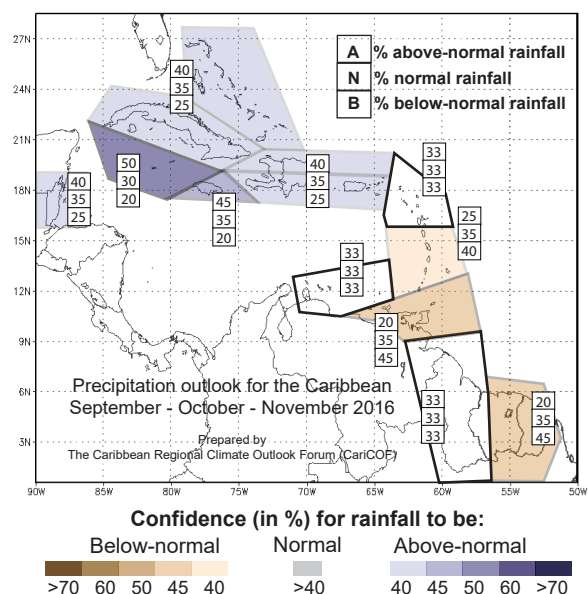 27N
24N
21N
18N
15N
12N
9N
6N
3N
A % above-normal rainfall
N % normal rainfall
B % below-normal rainfall
40
35
25
50
30
20
40
35
25
45
35
20
40
35
25
33
33
33
25
35
40
33
33
33
20
35
45
33
33
33
20
35
45
Precipitation outlook for the Caribbean
September - October - November 2016
Prepared by
The Caribbean Regional Climate Outlook Forum (CariCOF)
90W 85W 80W 75W 70W 65W 60W 55W 50W
Confidence (in %) for rainfall to be:
Below-normal Normal Above-normal
>70 60 50 45 40 >40 40 45 50 60 >70